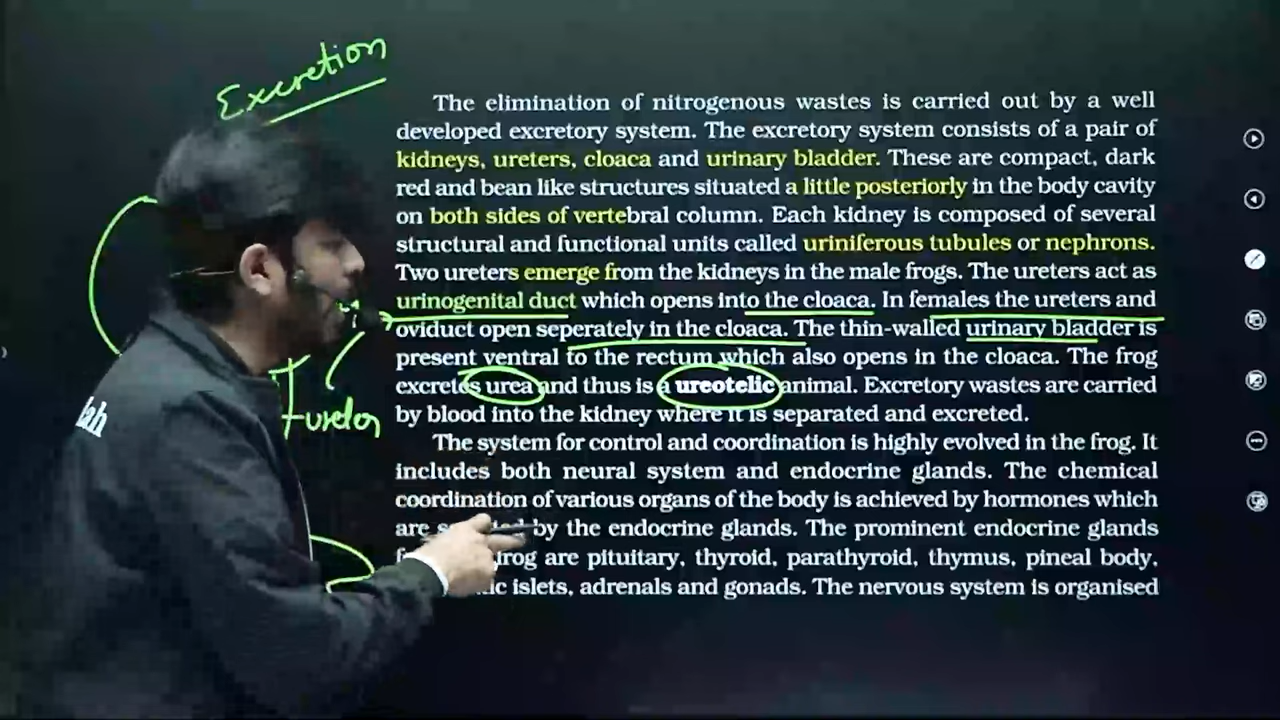 Excretion
The elimination of nitrogenous wastes is carried out by a well
developed excretory system. The excretory system consists of a pair of
kidneys, ureters, cloaca and urinary bladder. These are compact, dark
red and bean like structures situated a little posteriorly in the body cavity
on both sides of vertebral column. Each kidney is composed of several
structural and functional units called uriniferous tubules or nephrons.
Two ureters emerge from the kidneys in the male frogs. The ureters act as
urinogenital duct which opens into the cloaca. In females the ureters and
oviduct open seperately in the cloaca. The thin-walled urinary bladder is
present ventral to the rectum which also opens in the cloaca. The frog
excretes urea and thus is a ureotelic animal. Excretory wastes are carried
by blood into the kidney where it is separated and excreted.
The system for control and coordination is highly evolved in the frog. It
includes both neural system and endocrine glands. The chemical
coordination of various organs of the body is achieved by hormones which
are by the endocrine glands. The prominent endocrine glands
frog are pituitary, thyroid, parathyroid, thymus, pineal body,
islets, adrenals and gonads. The nervous system is organised
lah